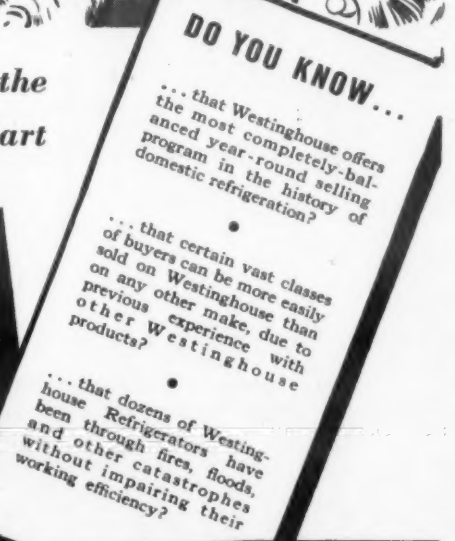 the
art
DO YOU KNOW...
... that Westinghouse offers
the most completely-bal-
anced year-round selling
program in the history of
domestic refrigeration?
... that certain vast classes
of buyers can be more easily
sold on Westinghouse than
on any other make, due to
previous experience with
other Westinghouse
products?
... that dozens of Westing-
house Refrigerators have
been through fires, floods,
and other catastrophes
without impairing their
working efficiency?